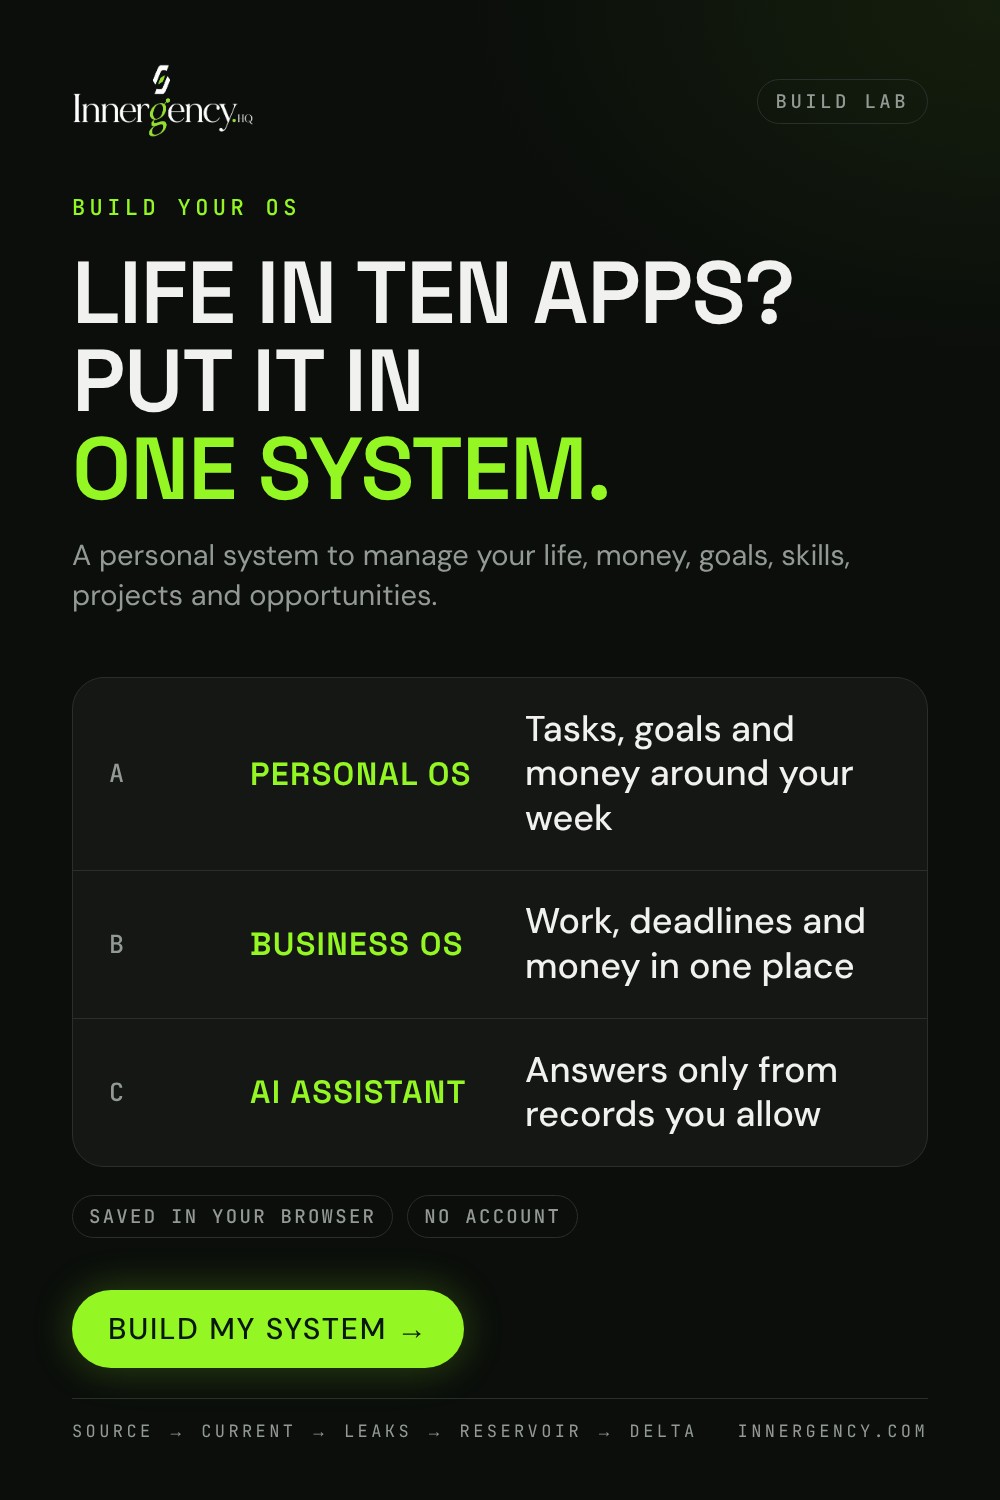 Innergency.HQ
BUILD LAB
BUILD YOUR OS
LIFE IN TEN APPS?
PUT IT IN
ONE SYSTEM.
A personal system to manage your life, money, goals, skills,
projects and opportunities.
A
PERSONAL OS
Tasks, goals and
money around your
week
B
BUSINESS OS
Work, deadlines and
money in one place
C
AI ASSISTANT
Answers only from
records you allow
SAVED IN YOUR BROWSER
NO ACCOUNT
BUILD MY SYSTEM →
SOURCE → CURRENT → LEAKS → RESERVOIR → DELTA
INNERGENCY.COM